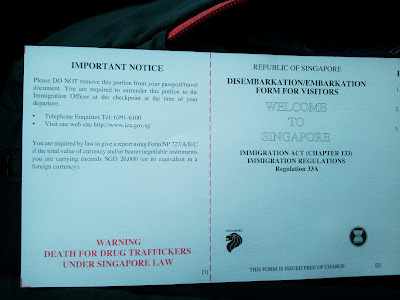 IMPORTANT NOTICE
Please DO NOT remove this portion from your passport/travel
document. You are required to surrender this portion to the
Immigration Officer at the checkpoint at the time of your
departure.
• Telephone Enquiries Tel: 6391-6100
• Visit our web site http://www.ica.gov.sg
You are required by law to give a report using Form NP 727/A/B/C
if the total value of currency and/or bearer negotiable instruments
you are carrying exceeds SGD 20,000 (or its equivalent in a
foreign currency).
WARNING
DEATH FOR DRUG TRAFFICKERS
UNDER SINGAPORE LAW
(1)
REPUBLIC OF SINGAPORE
DISEMBARKATION/EMBARKATION
FORM FOR VISITORS
WELCOME
TO
SINGAPORE
IMMIGRATION ACT (CHAPTER 133)
IMMIGRATION REGULATIONS
Regulation 33A
THIS FORM IS ISSUED FREE OF CHARGE
(2)
1.
2.
3.